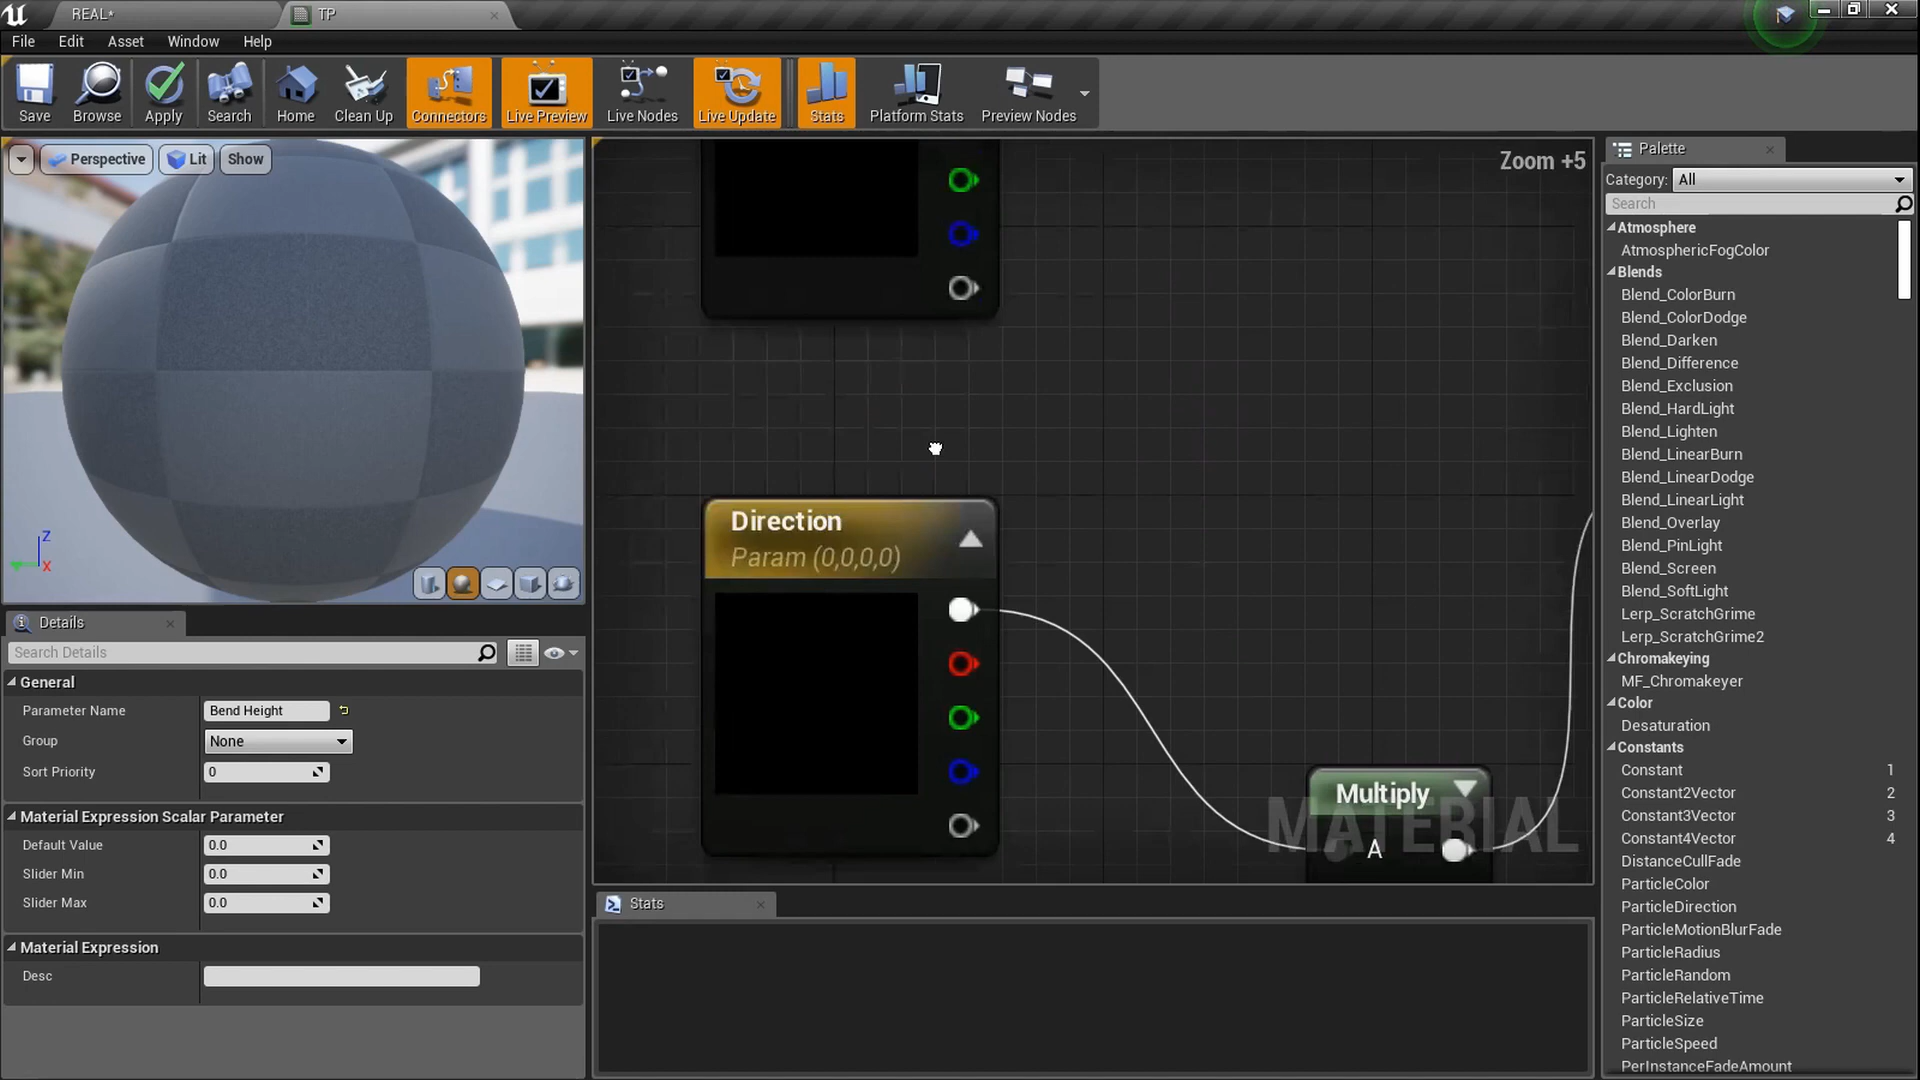 REAL*
TP
File Edit Asset Window Help
Save Browse Apply Search Home Clean Up Connectors Live Preview Live Nodes Live Update Stats Platform Stats Preview Nodes
Perspective Lit Show
Z
X
Zoom +5
Direction
Param (0,0,0,0)
Multiply
A
MATERIAL
Details
Search Details
General
Parameter Name Bend Height
Group None
Sort Priority 0
Material Expression Scalar Parameter
Default Value 0.0
Slider Min 0.0
Slider Max 0.0
Material Expression
Desc
Stats
Palette
Category: All
Search
Atmosphere
AtmosphericFogColor
Blends
Blend_ColorBurn
Blend_ColorDodge
Blend_Darken
Blend_Difference
Blend_Exclusion
Blend_HardLight
Blend_Lighten
Blend_LinearBurn
Blend_LinearDodge
Blend_LinearLight
Blend_Overlay
Blend_PinLight
Blend_Screen
Blend_SoftLight
Lerp_ScratchGrime
Lerp_ScratchGrime2
Chromakeying
MF_Chromakeyer
Color
Desaturation
Constants
Constant 1
Constant2Vector 2
Constant3Vector 3
Constant4Vector 4
DistanceCullFade
ParticleColor
ParticleDirection
ParticleMotionBlurFade
ParticleRadius
ParticleRandom
ParticleRelativeTime
ParticleSize
ParticleSpeed
PerInstanceFadeAmount